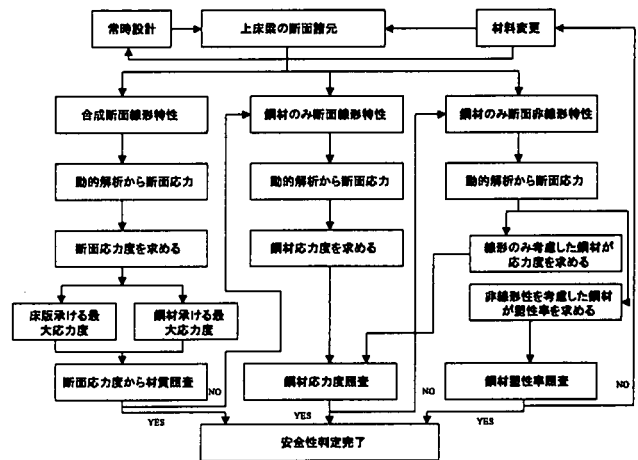 常時設計
上床梁の断面諸元
材料変更
合成断面線形特性
鋼材のみ断面線形特性
鋼材のみ断面非線形特性
動的解析から断面応力
動的解析から断面応力
動的解析から断面応力
断面応力度を求める
鋼材応力度を求める
線形のみ考慮した鋼材が
応力度を求める
非線形性を考慮した鋼材
が塑性率を求める
床版承ける最
大応力度
鋼材承ける最
大応力度
断面応力度から材質照査
鋼材応力度照査
鋼材塑性率照査
NO
NO
NO
YES
YES
YES
安全性判定完了